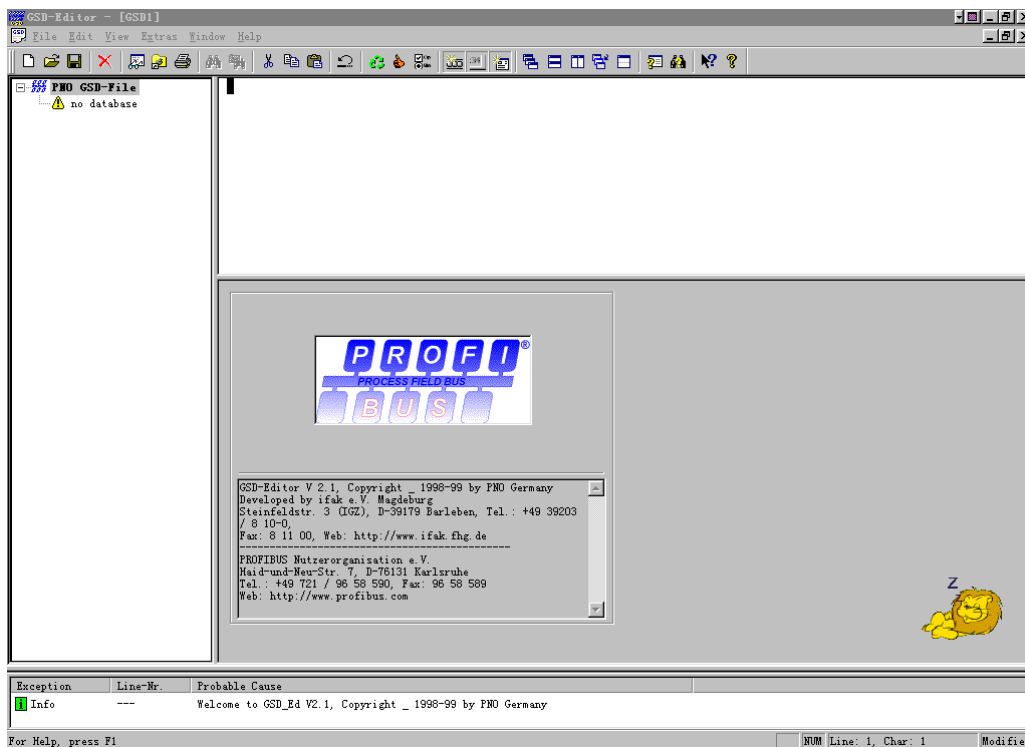 GSD-Editor - [GSD1]
File Edit View Extras Window Help
PNO GSD-File
no database
PROFI®
PROCESS FIELD BUS
BUS
GSD-Editor V 2.1, Copyright _ 1998-99 by PNO Germany
Developed by ifak e.V. Magdeburg
Steinfeldstr. 3 (IGZ), D-39179 Barleben, Tel.: +49 39203
/ 8 10-0,
Fax: 8 11 00, Web: http://www.ifak.fhg.de
--------------------------------------------------
PROFIBUS Nutzerorganisation e.V.
Haid-und-Neu-Str. 7, D-76131 Karlsruhe
Tel.: +49 721 / 96 58 590, Fax: 96 58 589
Web: http://www.profibus.com
Z
Exception Line-Nr. Probable Cause
Info --- Welcome to GSD_Ed V2.1, Copyright _ 1998-99 by PNO Germany
For Help, press F1 NUM Line: 1, Char: 1 Modifie